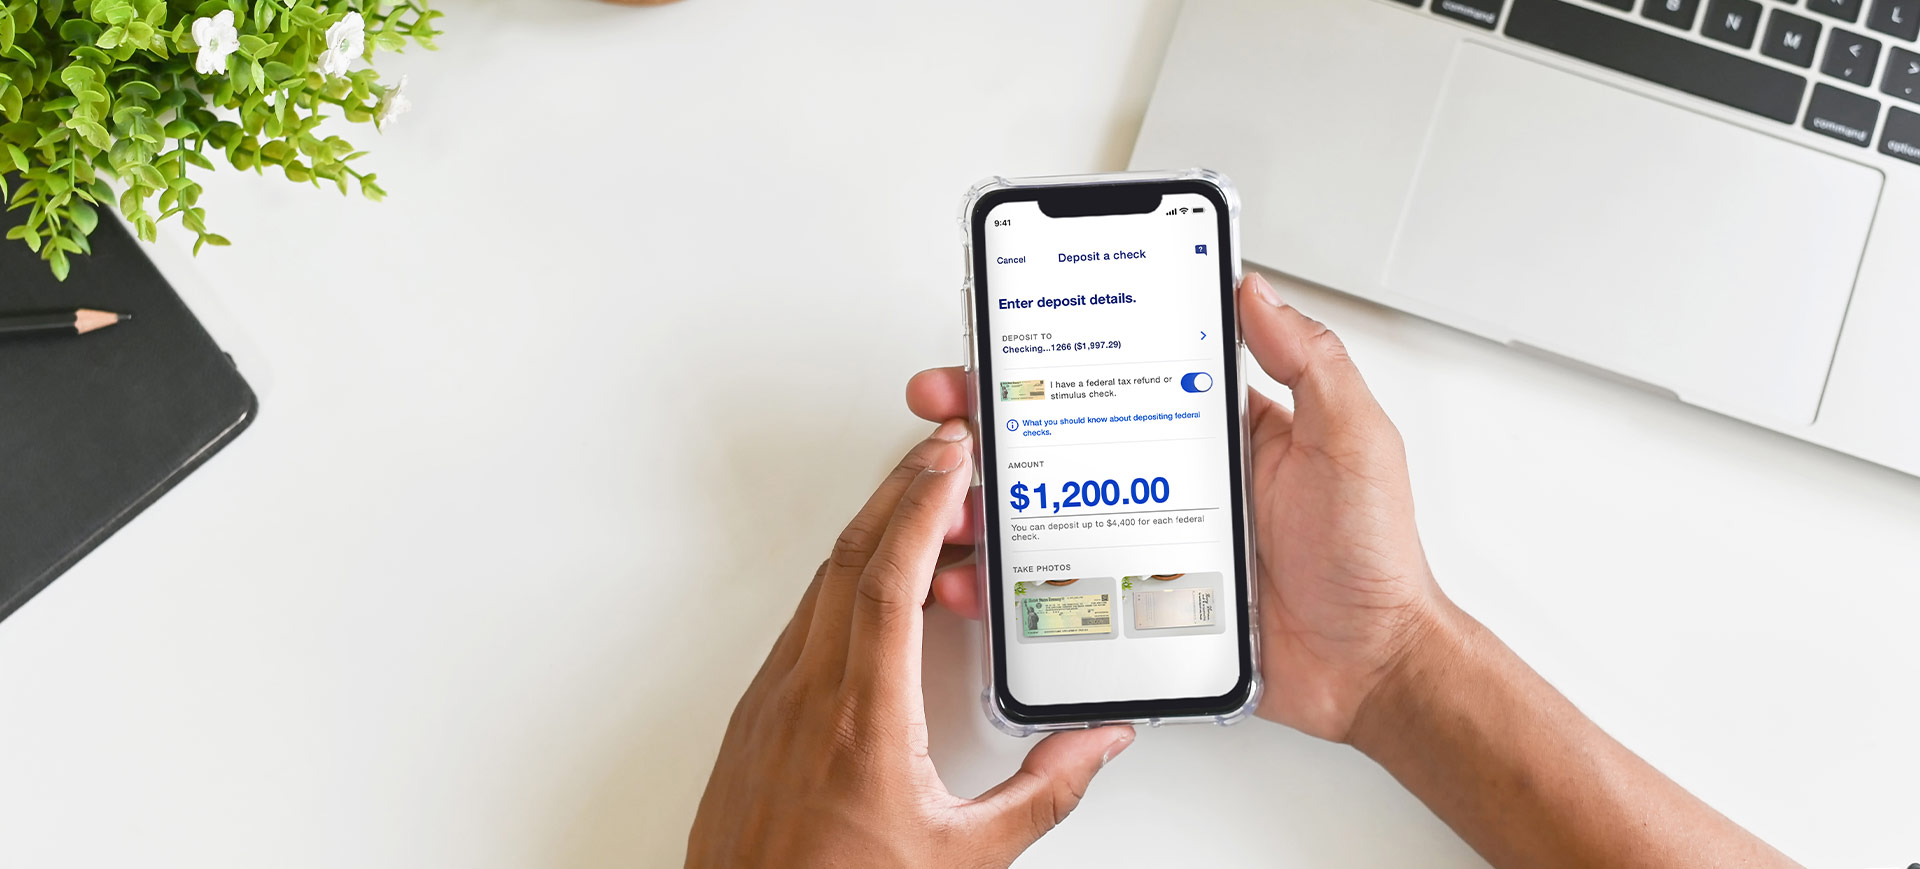 command
B
N
M
L
<
,
>
.
command
option
9:41
Cancel
Deposit a check
?
Enter deposit details.
DEPOSIT TO
Checking...1266 ($1,997.29)
I have a federal tax refund or
stimulus check.
What you should know about depositing federal
checks.
AMOUNT
$1,200.00
You can deposit up to $4,400 for each federal
check.
TAKE PHOTOS